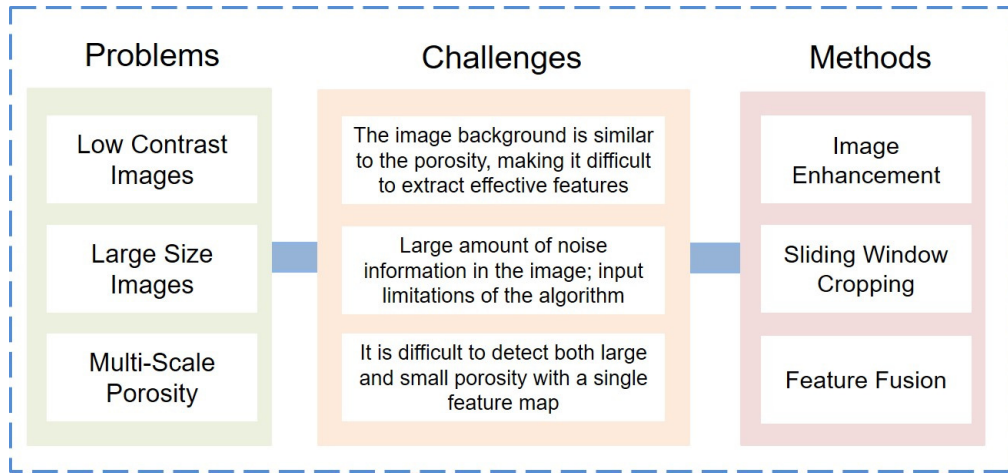 Problems
Low Contrast
Images
Large Size
Images
Multi-Scale
Porosity
Challenges
The image background is similar
to the porosity, making it difficult
to extract effective features
Large amount of noise
information in the image; input
limitations of the algorithm
It is difficult to detect both large
and small porosity with a single
feature map
Methods
Image
Enhancement
Sliding Window
Cropping
Feature Fusion